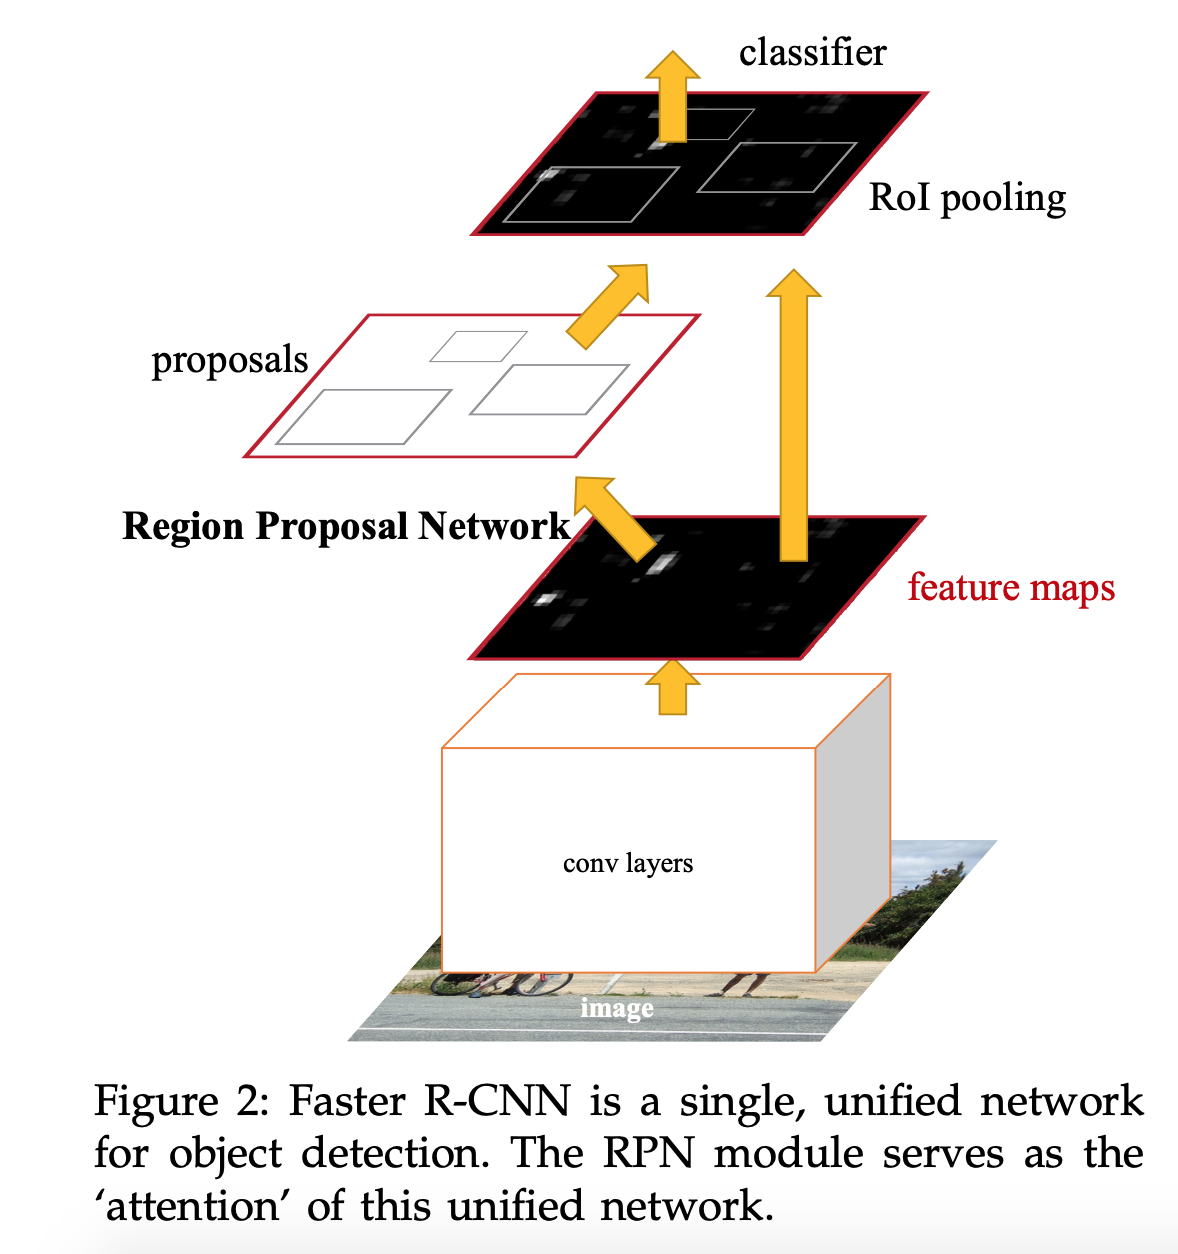 classifier
RoI pooling
proposals
Region Proposal Network
feature maps
conv layers
image
Figure 2: Faster R-CNN is a single, unified network
for object detection. The RPN module serves as the
‘attention’ of this unified network.